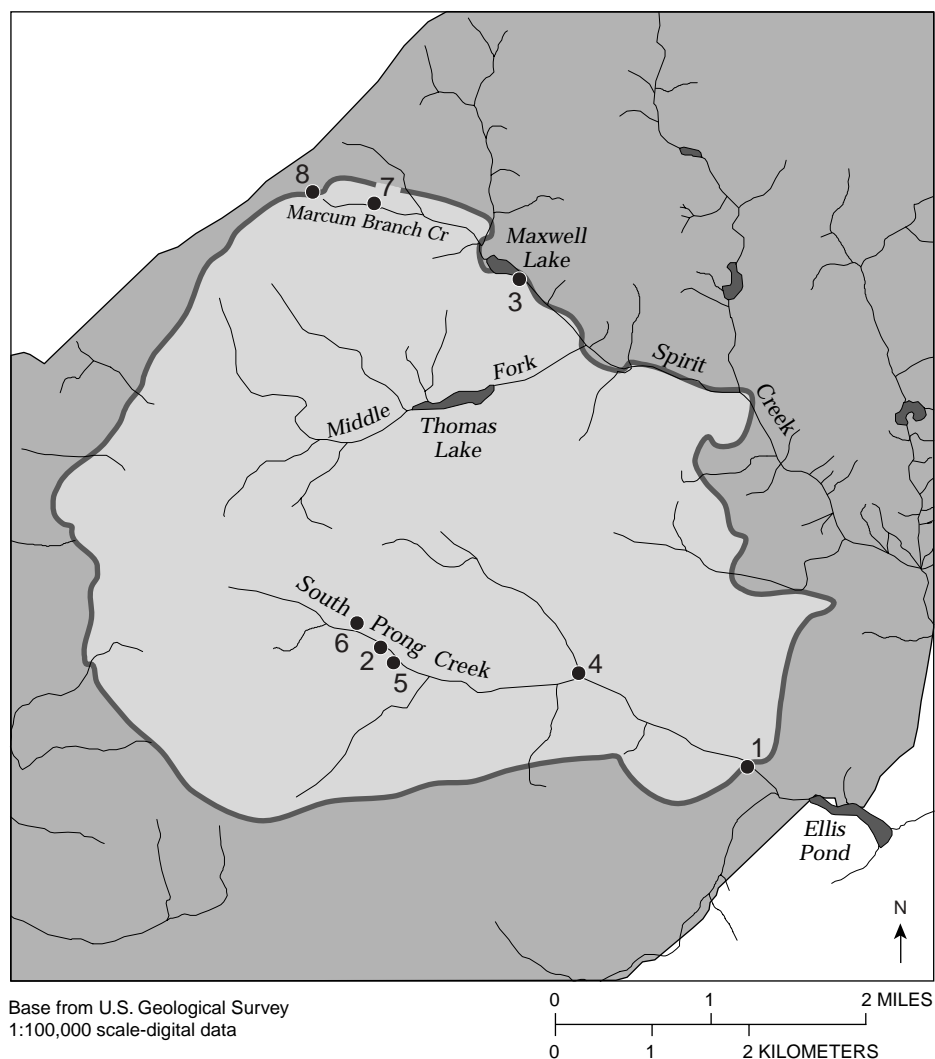 8
7
Marcum Branch Cr
Maxwell
Lake
3
Spirit
Creek
Fork
Middle
Thomas
Lake
South
Prong
Creek
6
2
5
4
1
Ellis
Pond
N
Base from U.S. Geological Survey
1:100,000 scale-digital data
0 1 2 MILES
0 1 2 KILOMETERS